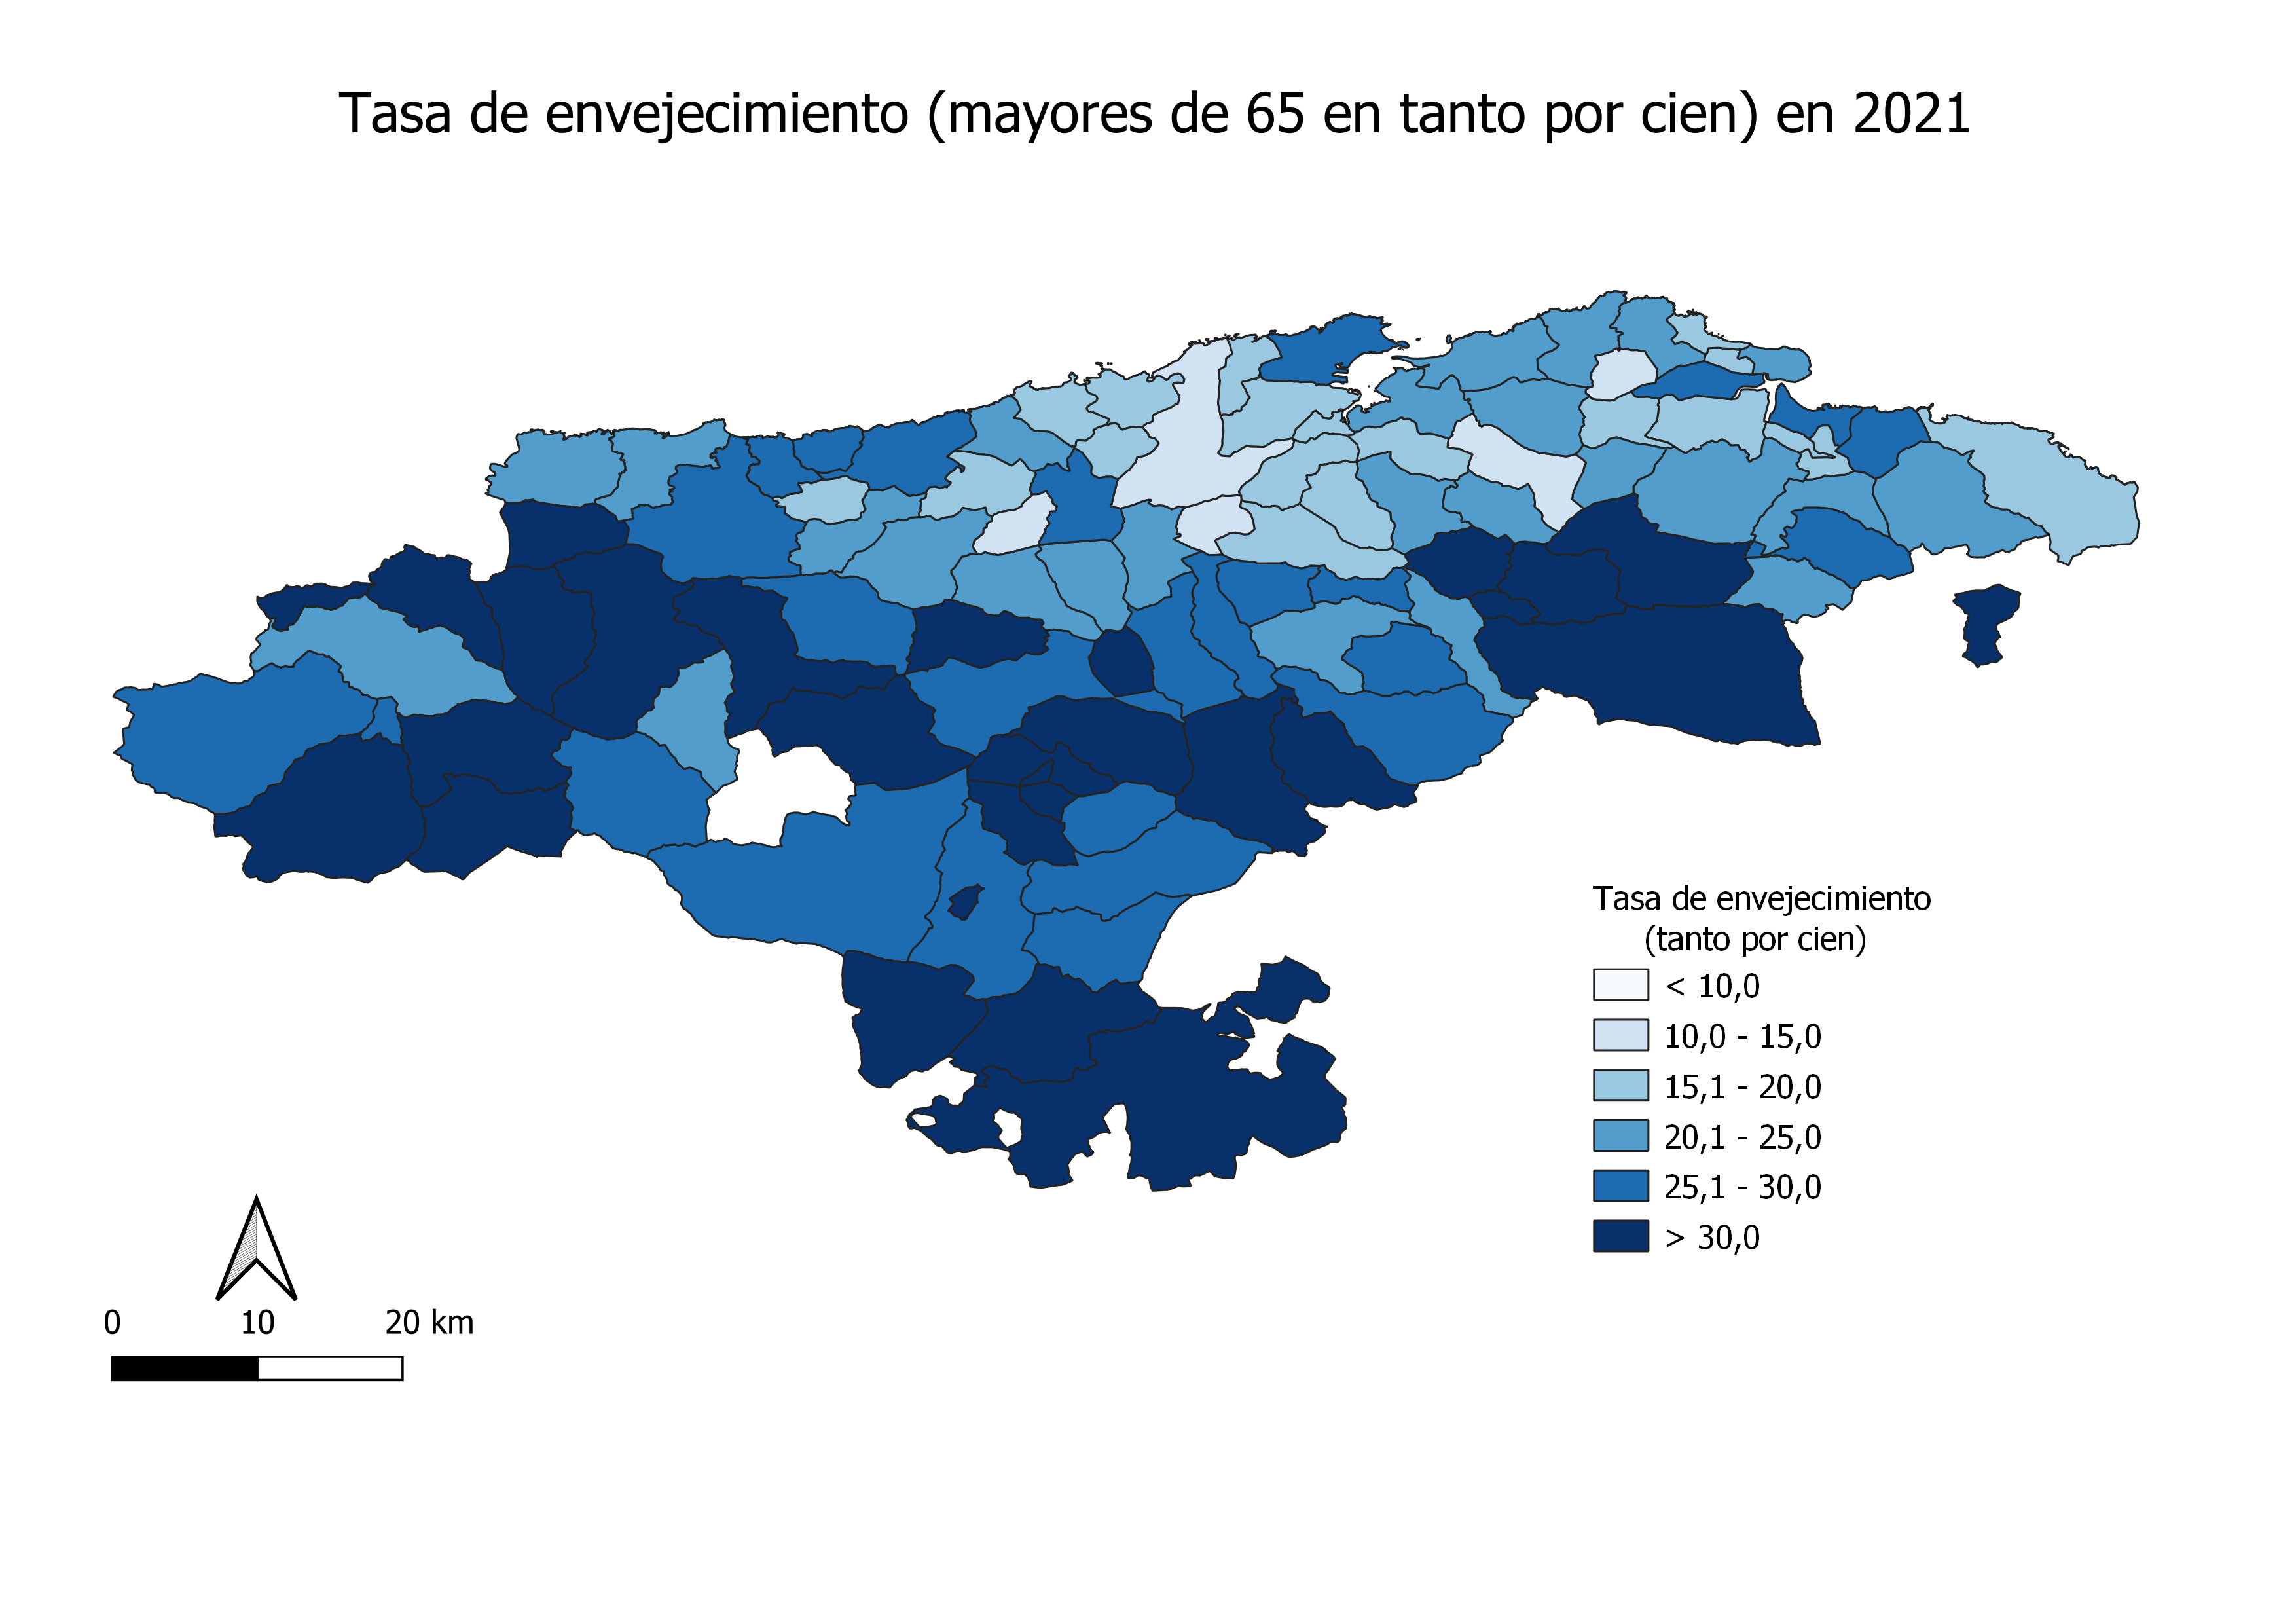 Tasa de envejecimiento (mayores de 65 en tanto por cien) en 2021
Tasa de envejecimiento
(tanto por cien)
< 10,0
10,0 - 15,0
15,1 - 20,0
20,1 - 25,0
25,1 - 30,0
> 30,0
0 10 20 km